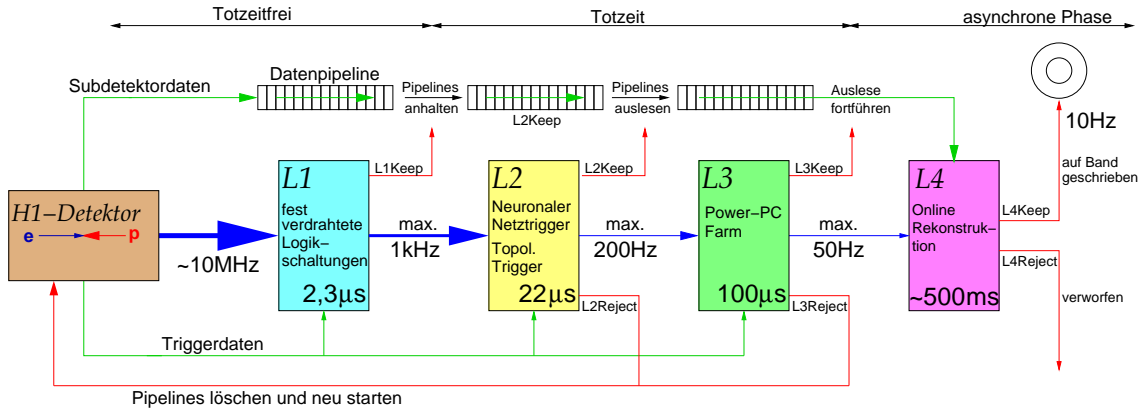 Totzeitfrei
Totzeit
asynchrone Phase
Subdetektordaten
Datenpipeline
Pipelines
anhalten
L2Keep
Pipelines
auslesen
Auslese
fortführen
10Hz
auf Band
geschrieben
H1−Detektor
e
p
~10MHz
L1
fest
verdrahtete
Logik−
schaltungen
2,3µs
L1Keep
max.
1kHz
L2
Neuronaler
Netztrigger
Topol.
Trigger
22µs
L2Keep
max.
200Hz
L2Reject
L3
Power−PC
Farm
100µs
L3Keep
max.
50Hz
L3Reject
L4
Online
Rekonstruk−
tion
~500ms
L4Keep
L4Reject
verworfen
Triggerdaten
Pipelines löschen und neu starten